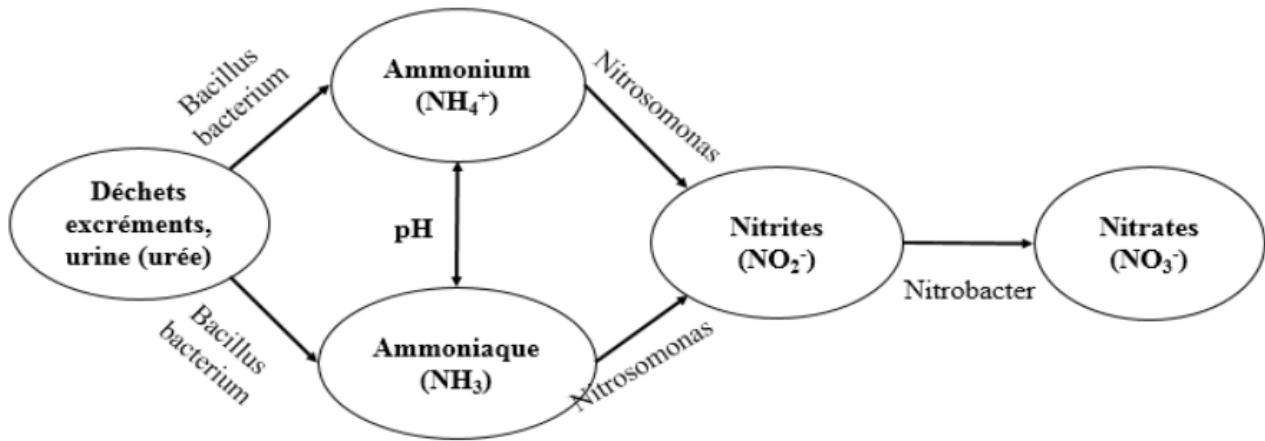 Bacillus
bacterium
Ammonium
(NH₄⁺)
Nitrosomonas
Déchets
excréments,
urine (urée)
pH
Nitrites
(NO₂⁻)
Nitrobacter
Nitrates
(NO₃⁻)
Bacillus
bacterium
Ammoniaque
(NH₃)
Nitrosomonas